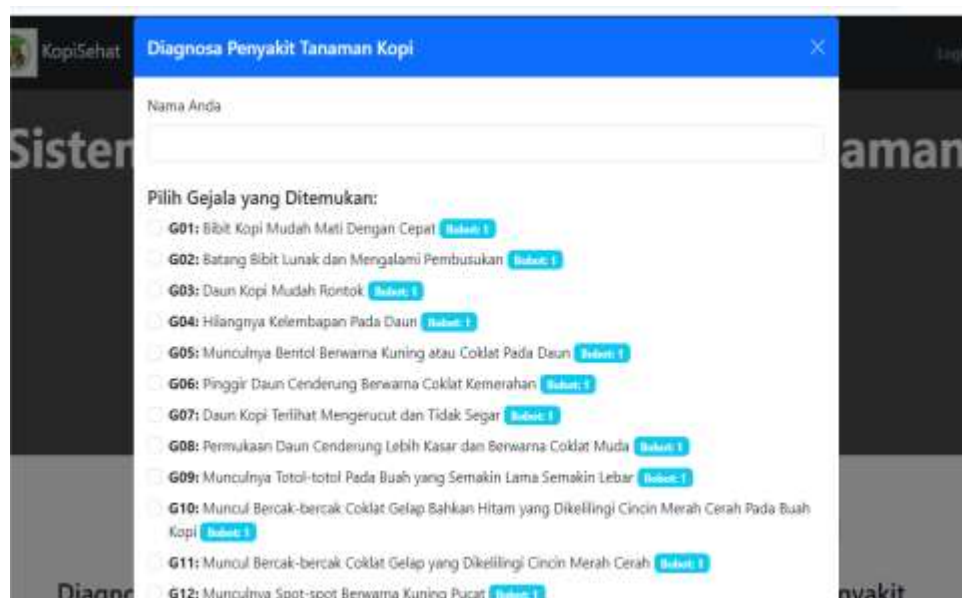 KopiSehat
Diagnosa Penyakit Tanaman Kopi
Sistem
aman
Nama Anda
Pilih Gejala yang Ditemukan:
G01: Bibit Kopi Mudah Mati Dengan Cepat Bobot: 1
G02: Batang Bibit Lunak dan Mengalami Pembusukan Bobot: 1
G03: Daun Kopi Mudah Rontok Bobot: 1
G04: Hilangnya Kelembapan Pada Daun Bobot: 1
G05: Munculnya Bentol Berwarna Kuning atau Coklat Pada Daun Bobot: 1
G06: Pinggir Daun Cenderung Berwarna Coklat Kemerahan Bobot: 1
G07: Daun Kopi Terlihat Mengerucut dan Tidak Segar Bobot: 1
G08: Permukaan Daun Cenderung Lebih Kasar dan Berwarna Coklat Muda Bobot: 1
G09: Munculnya Totol-totol Pada Buah yang Semakin Lama Semakin Lebar Bobot: 1
G10: Muncul Bercak-bercak Coklat Gelap Bahkan Hitam yang Dikelilingi Cincin Merah Cerah Pada Buah
Kopi Bobot: 1
G11: Muncul Bercak-bercak Coklat Gelap yang Dikelilingi Cincin Merah Cerah Bobot: 1
Diagno
G12: Munculnya Spot-spot Berwarna Kuning Pucat Bobot: 1
nyakit